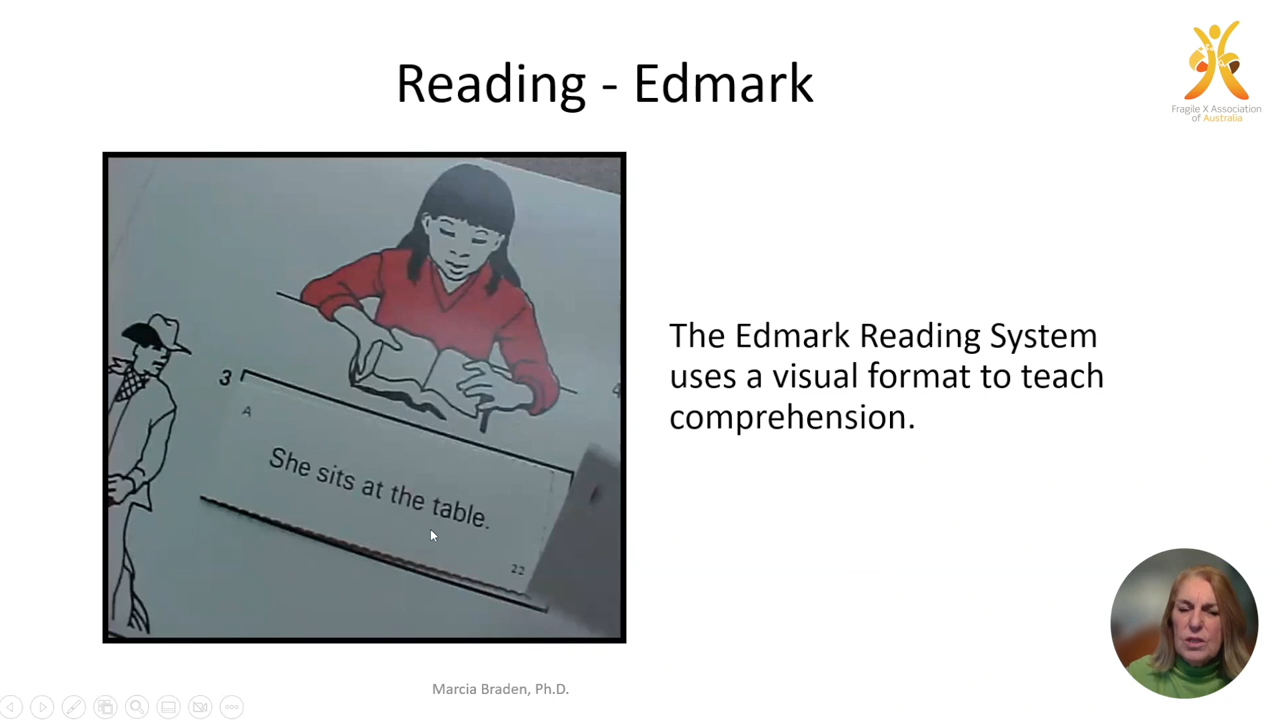 Reading - Edmark
Fragile X Association
of Australia
3
A
She sits at the table.
22
The Edmark Reading System
uses a visual format to teach
comprehension.
Marcia Braden, Ph.D.